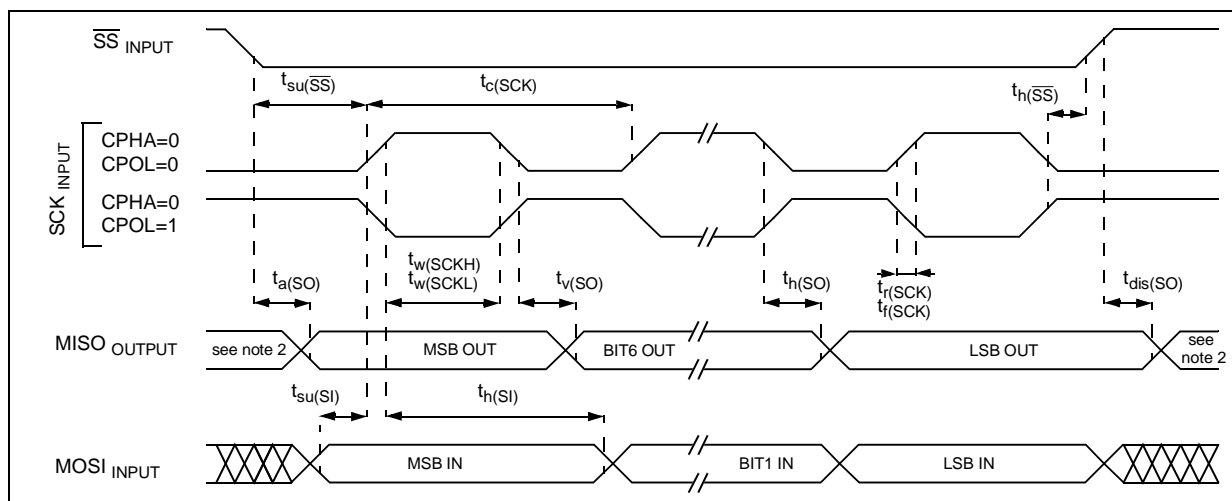 SS INPUT
tsu(SS)
tc(SCK)
th(SS)
SCK INPUT
CPHA=0
CPOL=0
CPHA=0
CPOL=1
tw(SCKH)
tw(SCKL)
ta(SO)
tv(SO)
th(SO)
tr(SCK)
tf(SCK)
tdis(SO)
MISO OUTPUT
see note 2
MSB OUT
BIT6 OUT
LSB OUT
see
note 2
tsu(SI)
th(SI)
MOSI INPUT
MSB IN
BIT1 IN
LSB IN